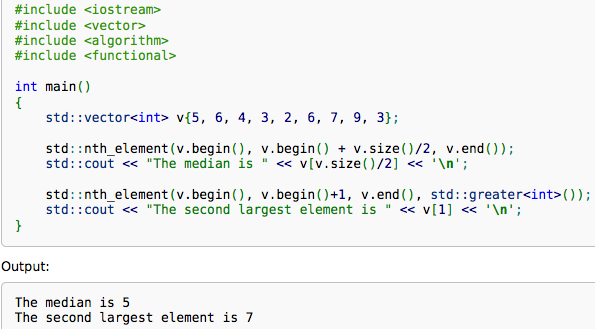 #include <iostream>
#include <vector>
#include <algorithm>
#include <functional>
int main()
{
std::vector<int> v{5, 6, 4, 3, 2, 6, 7, 9, 3};
std::nth_element(v.begin(), v.begin() + v.size()/2, v.end());
std::cout << "The median is " << v[v.size()/2] << '\n';
std::nth_element(v.begin(), v.begin()+1, v.end(), std::greater<int>());
std::cout << "The second largest element is " << v[1] << '\n';
}
Output:
The median is 5
The second largest element is 7